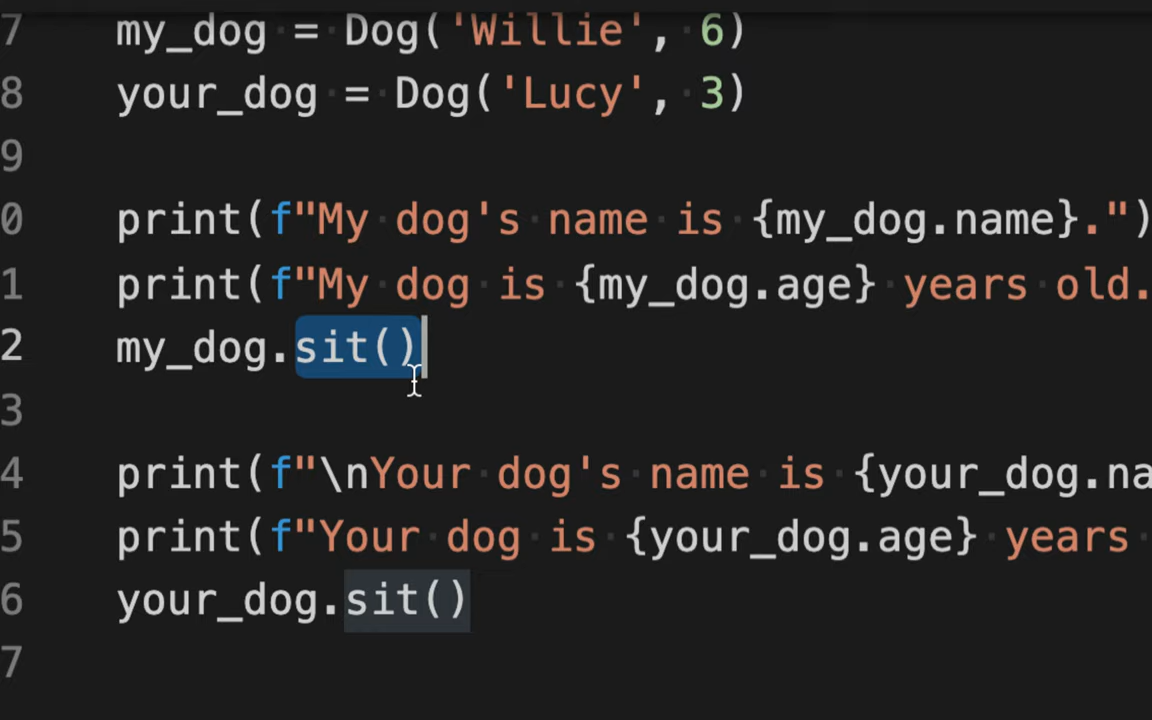 7 my_dog = Dog('Willie', 6)
8 your_dog = Dog('Lucy', 3)
9
0 print(f"My dog's name is {my_dog.name}.")
1 print(f"My dog is {my_dog.age} years old.
2 my_dog.sit()
3
4 print(f"\nYour dog's name is {your_dog.na
5 print(f"Your dog is {your_dog.age} years
6 your_dog.sit()
7